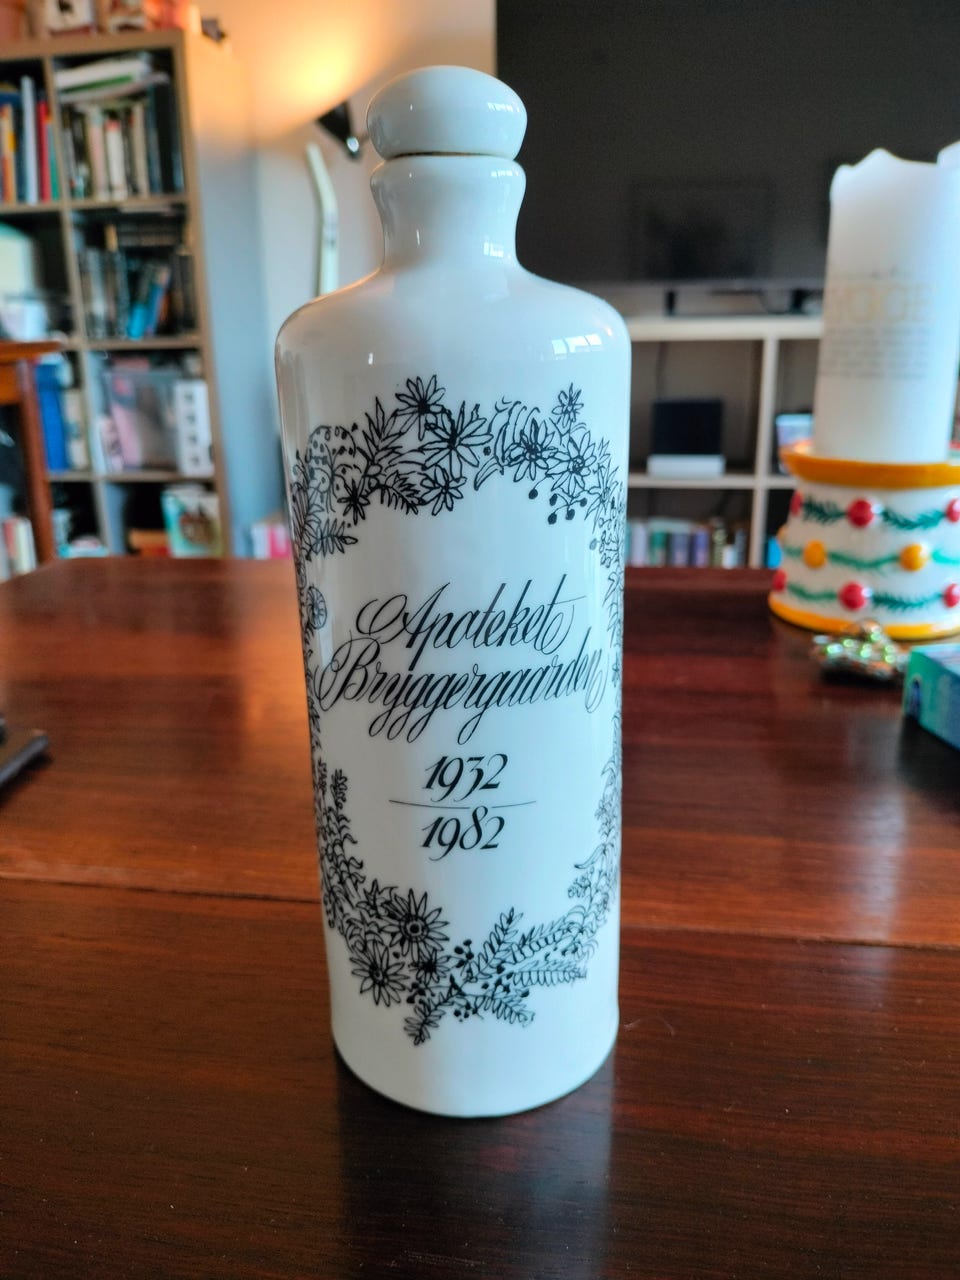 Apoteket
Bryggergaarden
1932
1982